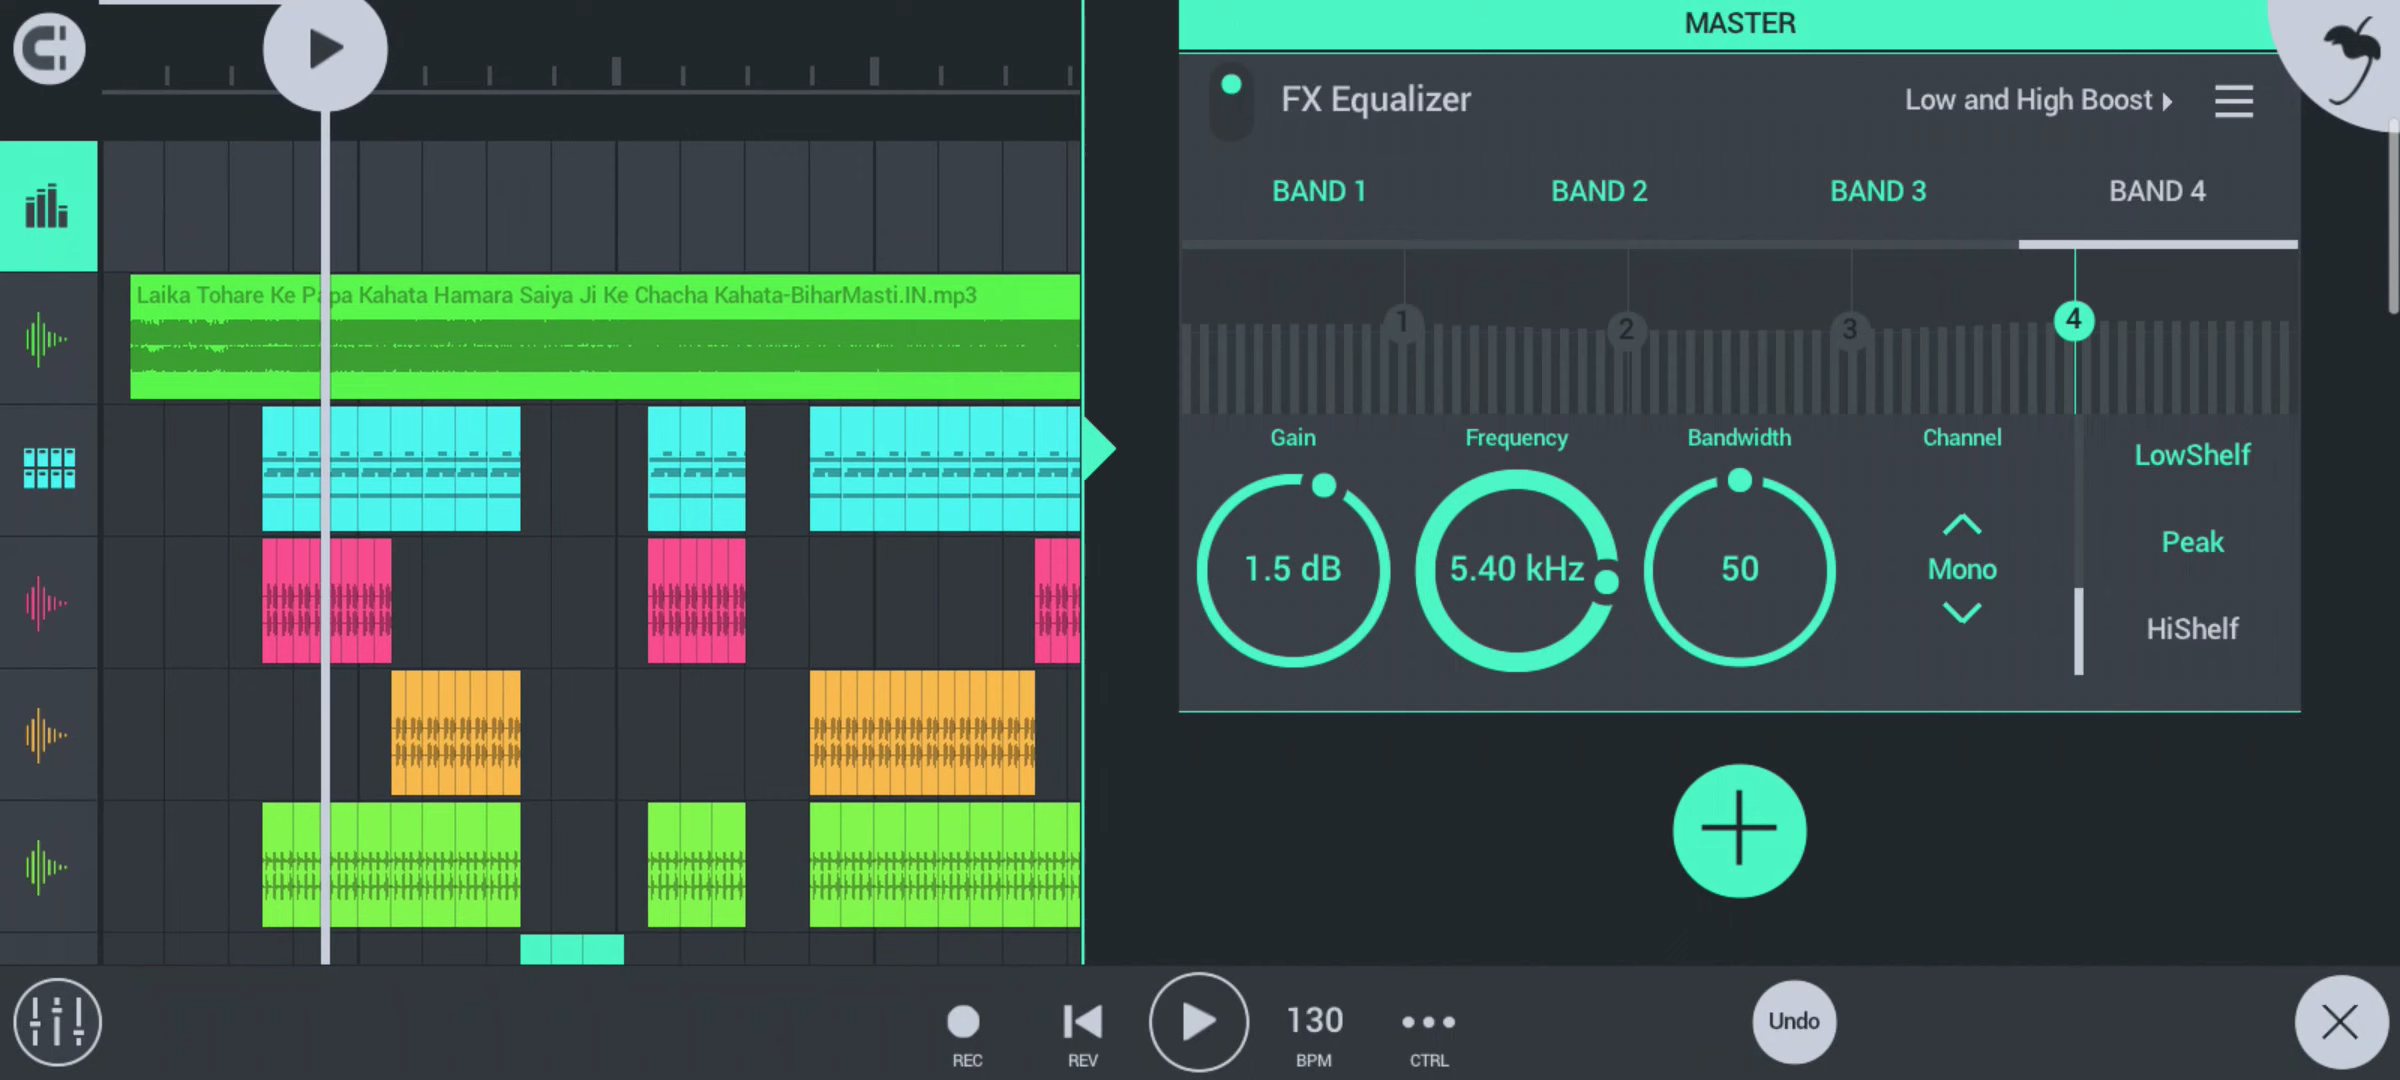 MASTER
FX Equalizer
Low and High Boost
BAND 1
BAND 2
BAND 3
BAND 4
Laika Tohare Ke Papa Kahata Hamara Saiya Ji Ke Chacha Kahata-BiharMasti.IN.mp3
1
2
3
4
Gain
Frequency
Bandwidth
Channel
LowShelf
Peak
HiShelf
1.5 dB
5.40 kHz
50
Mono
REC
REV
130
BPM
CTRL
Undo